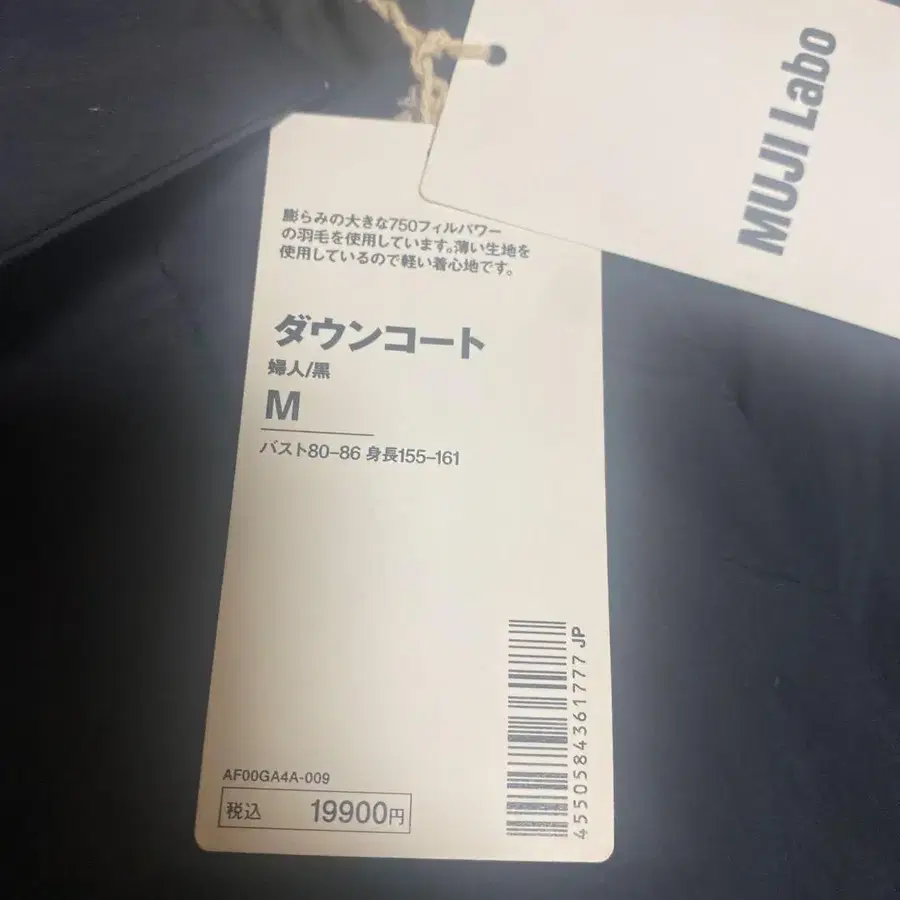 MUJI Labo
膨らみの大きな750フィルパワー
の羽毛を使用しています。薄い生地を
使用しているので軽い着心地です。
ダウンコート
婦人/黒
M
バスト80–86 身長155–161
4550584361777 JP
AF00GA4A-009
税込 19900円